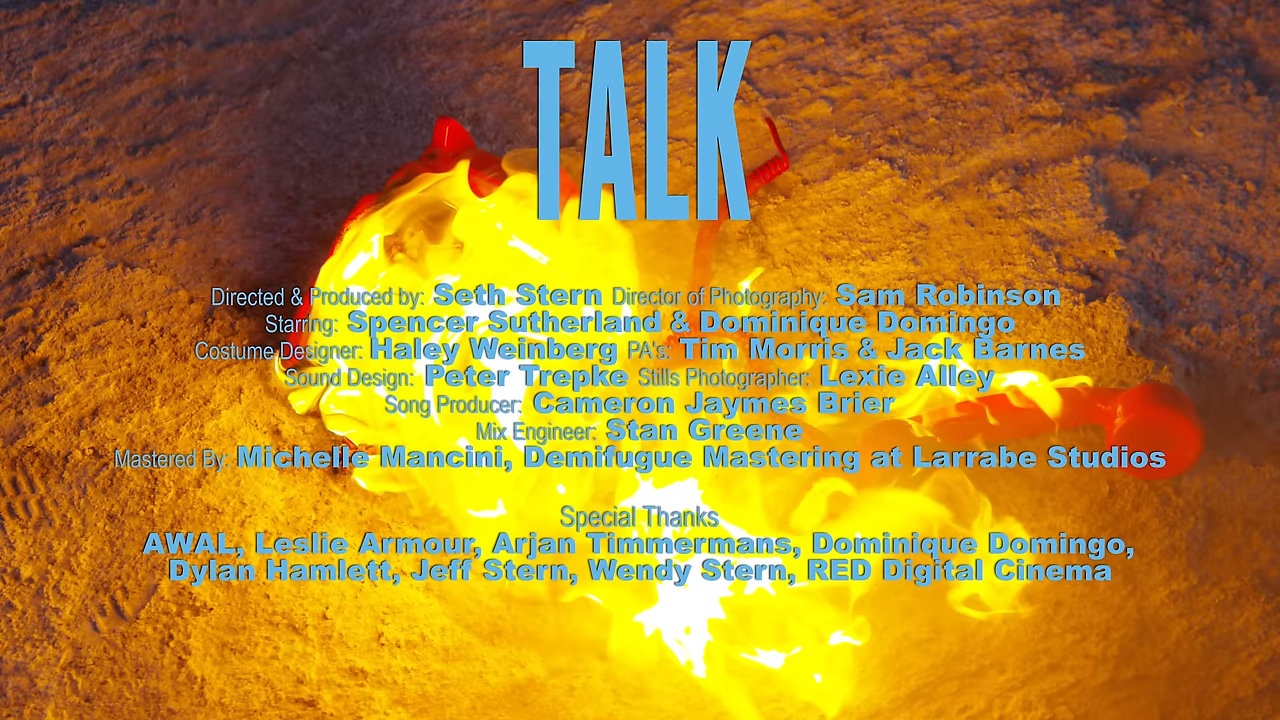 TALK
Directed & Produced by: Seth Stern Director of Photography: Sam Robinson
Starring: Spencer Sutherland & Dominique Domingo
Costume Designer: Haley Weinberg PA's: Tim Morris & Jack Barnes
Sound Design: Peter Trepke Stills Photographer: Lexie Alley
Song Producer: Cameron Jaymes Brier
Mix Engineer: Stan Greene
Mastered By: Michelle Mancini, Demifugue Mastering at Larrabe Studios
Special Thanks
AWAL, Leslie Armour, Arjan Timmermans, Dominique Domingo,
Dylan Hamlett, Jeff Stern, Wendy Stern, RED Digital Cinema